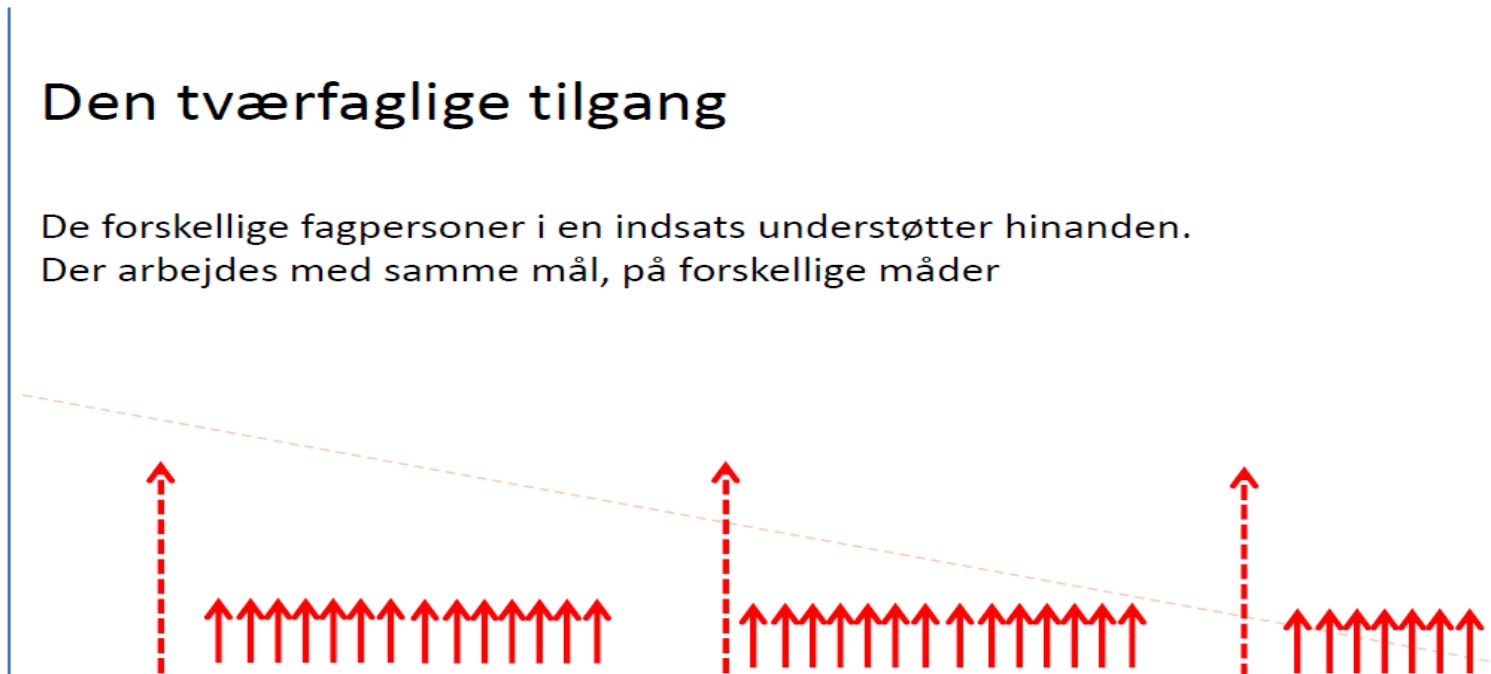 Den tværfaglige tilgang
De forskellige fagpersoner i en indsats understøtter hinanden.
Der arbejdes med samme mål, på forskellige måder